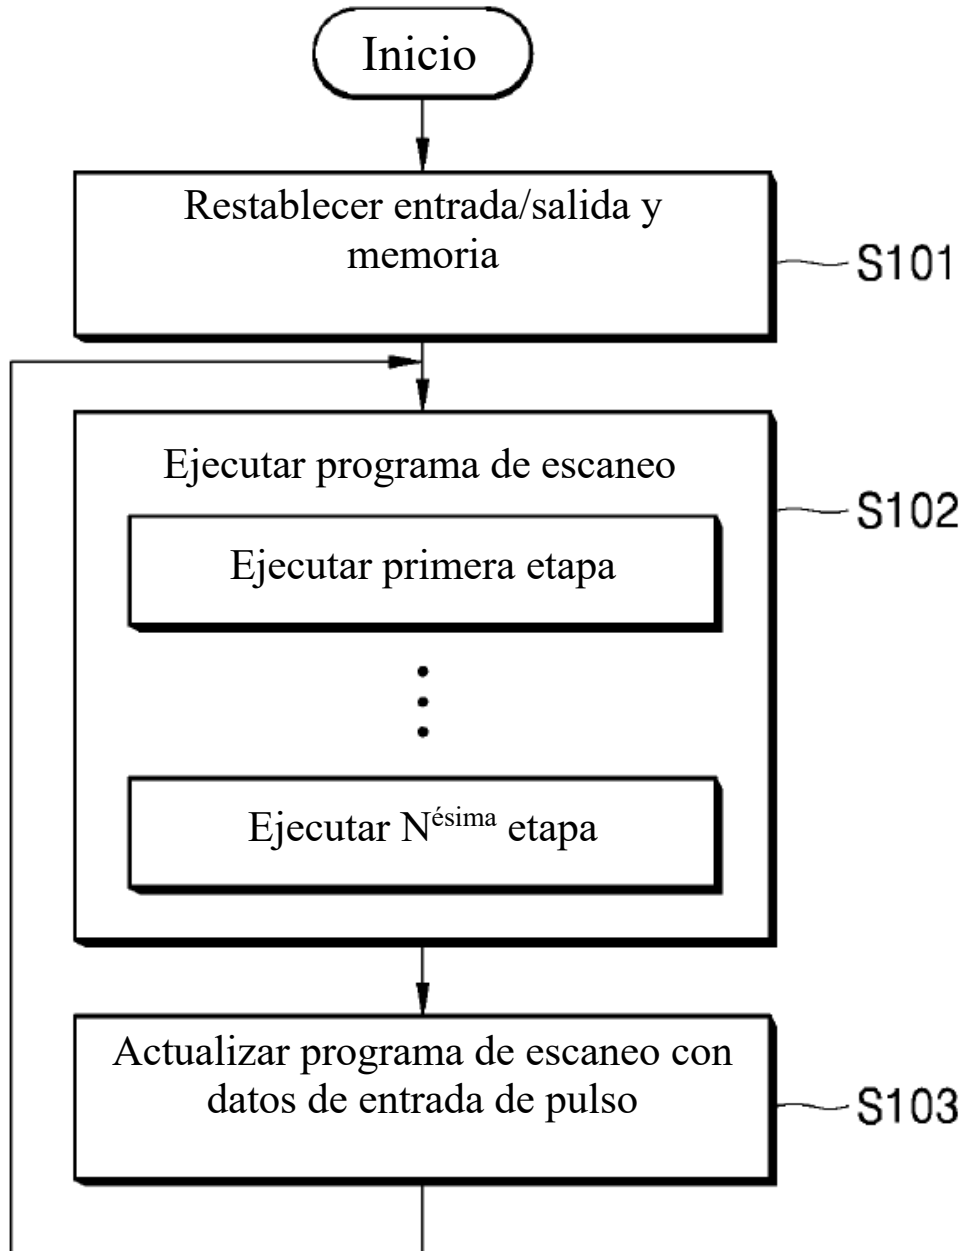 Inicio
Restablecer entrada/salida y
memoria
S101
Ejecutar programa de escaneo
S102
Ejecutar primera etapa
Ejecutar Nésima etapa
Actualizar programa de escaneo con
datos de entrada de pulso
S103